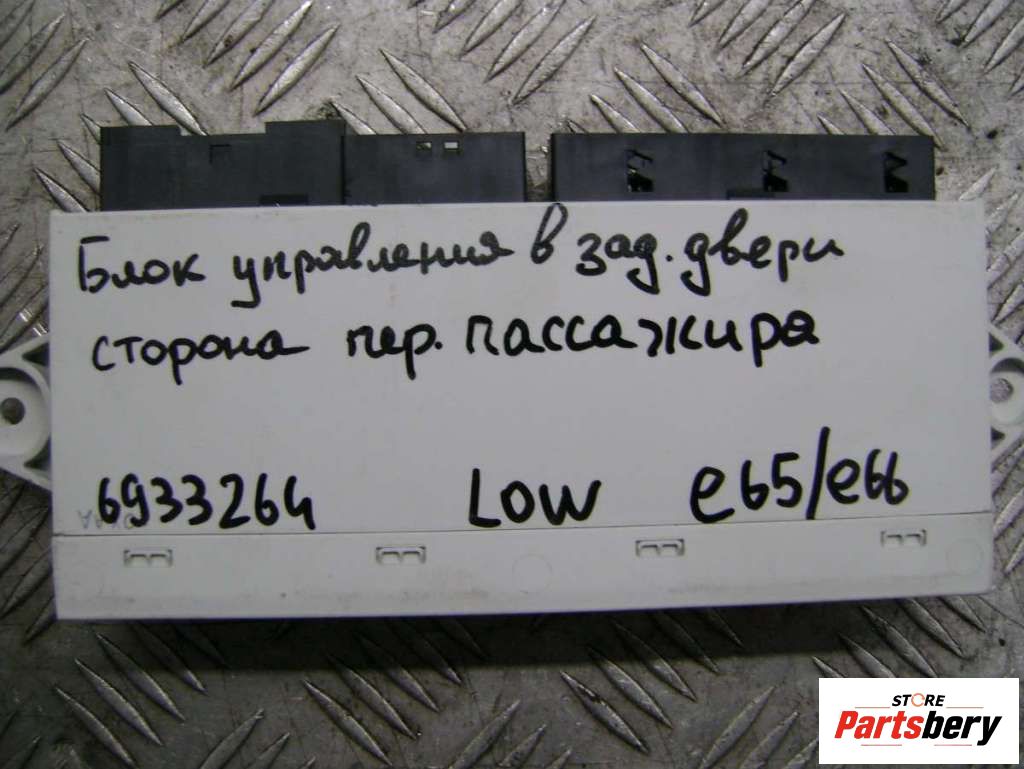 Блок управления в зад. двери
сторона пер. пассажира
6933264 LOW e65/e66
STORE
Partsbery